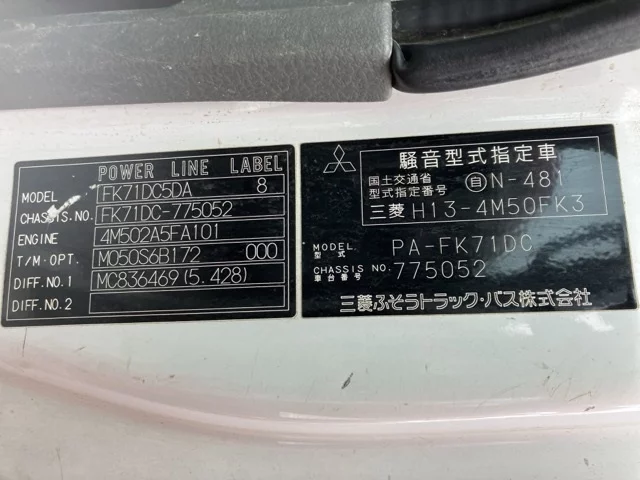 POWER LINE LABEL
MODEL FK71DC5DA 8
CHASSIS.NO. FK71DC-775052
ENGINE 4M502A5FA101
T/M・OPT. M050S6B172 000
DIFF.NO.1 MC836469(5.428)
DIFF.NO.2
騒音型式指定車
国土交通省
型式指定番号 自N-481
三菱 H13-4M50FK3
MODEL PA-FK71DC
型式
CHASSIS NO. 775052
車台番号
三菱ふそうトラック・バス株式会社